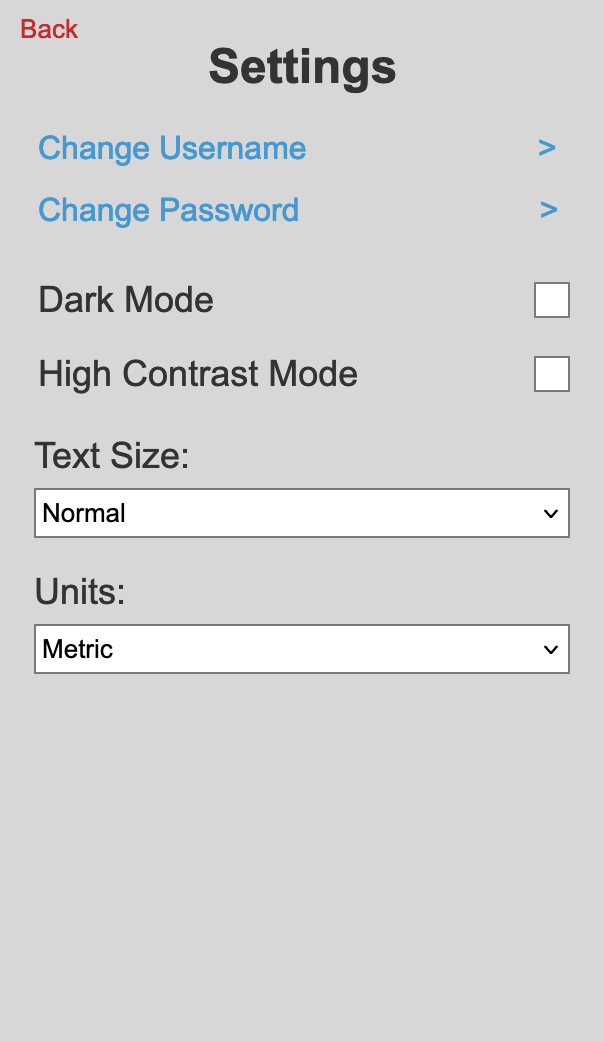 Back
Settings
Change Username >
Change Password >
Dark Mode
High Contrast Mode
Text Size:
Normal
Units:
Metric